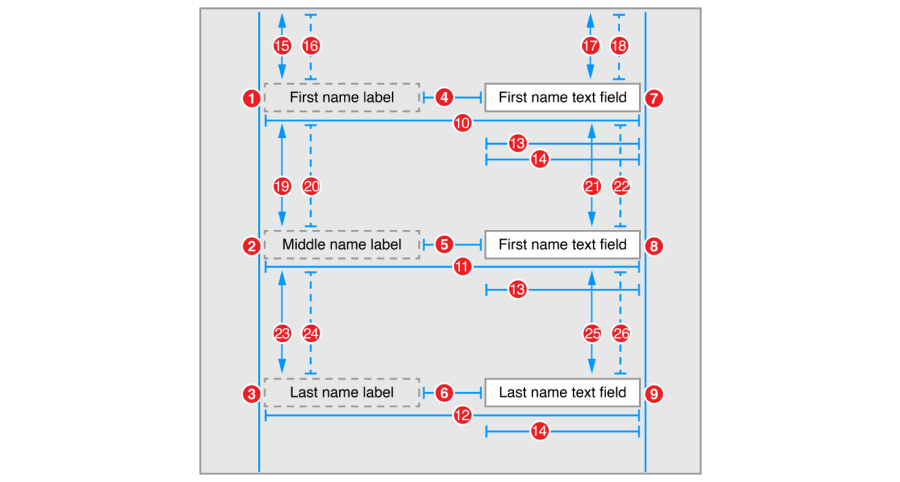 15 16 17 18
1 First name label 4 First name text field 7
10
13
14
19 20 21 22
2 Middle name label 5 First name text field 8
11
13
23 24 25 26
3 Last name label 6 Last name text field 9
12
14